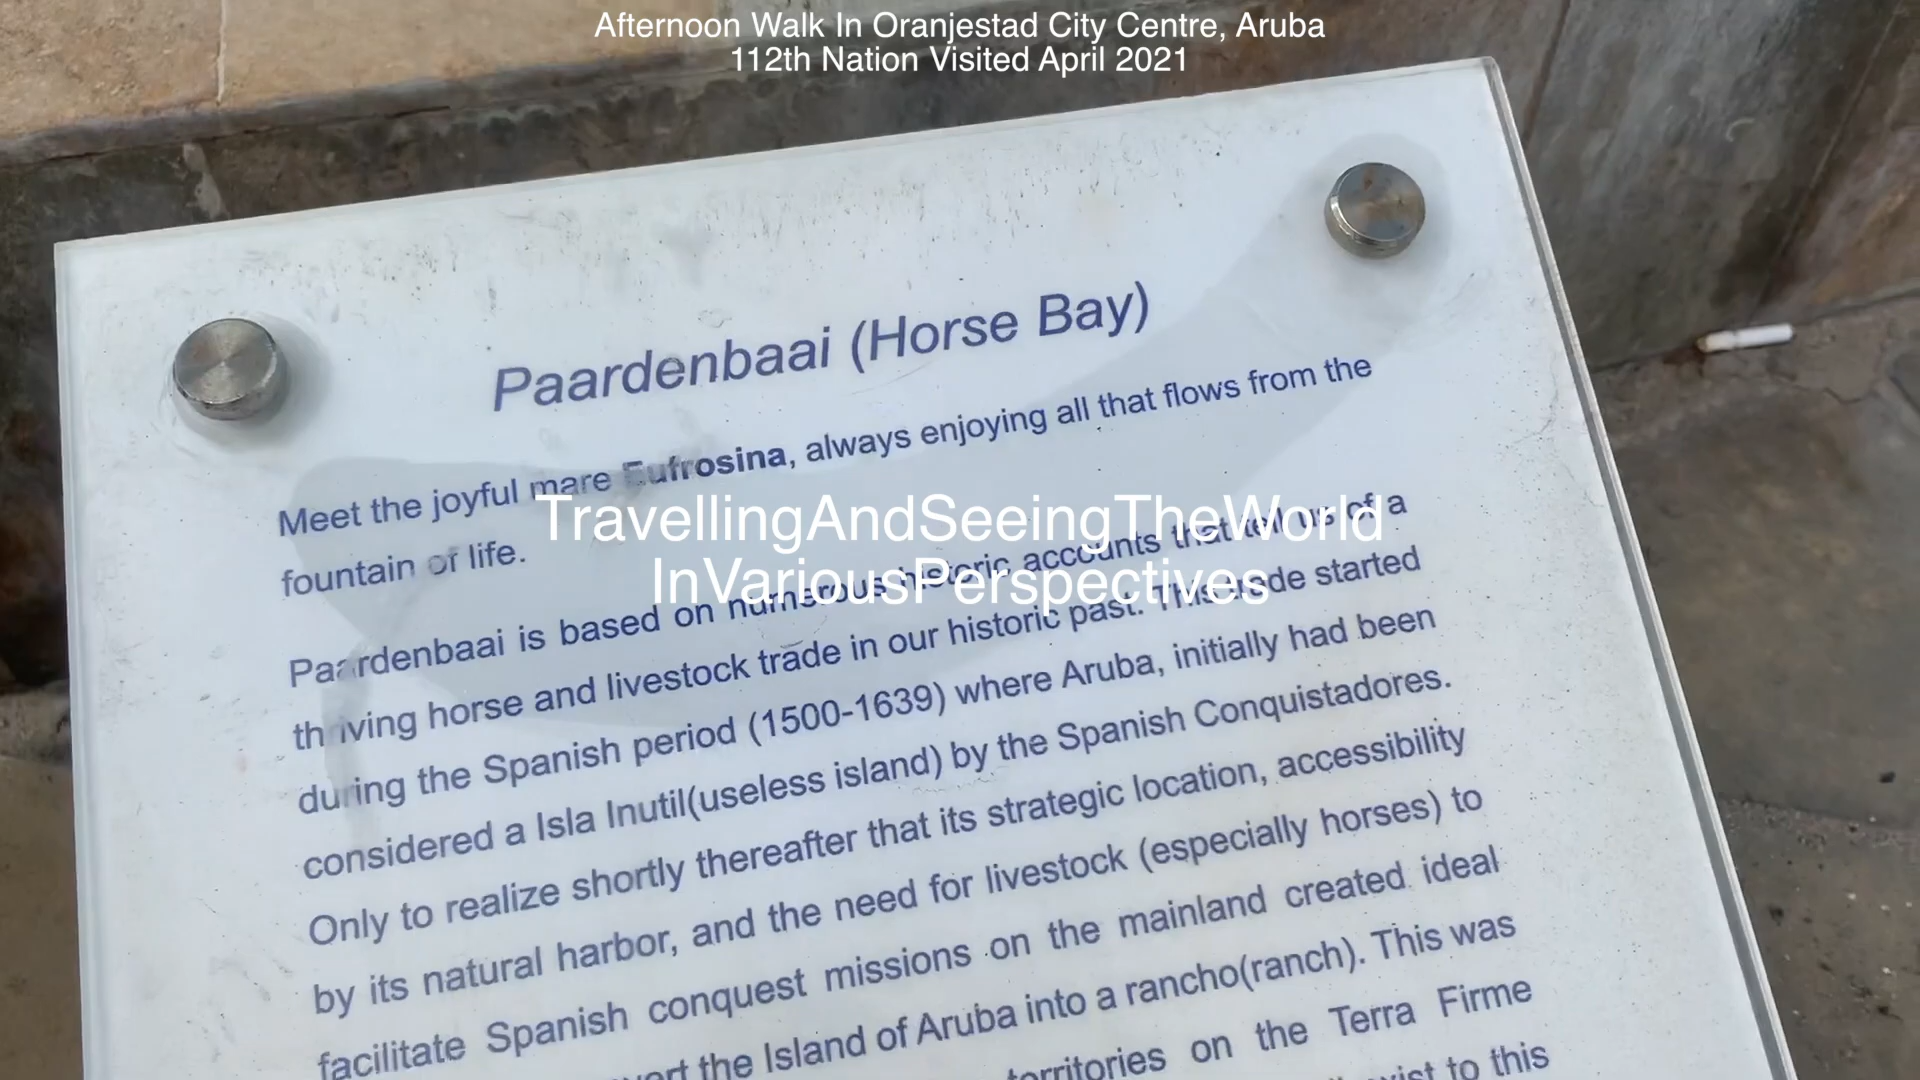 Afternoon Walk In Oranjestad City Centre, Aruba
112th Nation Visited April 2021
Paardenbaai (Horse Bay)
Meet the joyful mare Eufrosina, always enjoying all that flows from the
fountain of life.
TravellingAndSeeingTheWorld
InVariousPerspectives
Paardenbaai is based on numerous historic accounts that tell us of a
thriving horse and livestock trade in our historic past. This trade started
during the Spanish period (1500-1639) where Aruba, initially had been
considered a Isla Inutil(useless island) by the Spanish Conquistadores.
Only to realize shortly thereafter that its strategic location, accessibility
by its natural harbor, and the need for livestock (especially horses) to
facilitate Spanish conquest missions on the mainland created ideal
the Island of Aruba into a rancho(ranch). This was
territories on the Terra Firme
to this